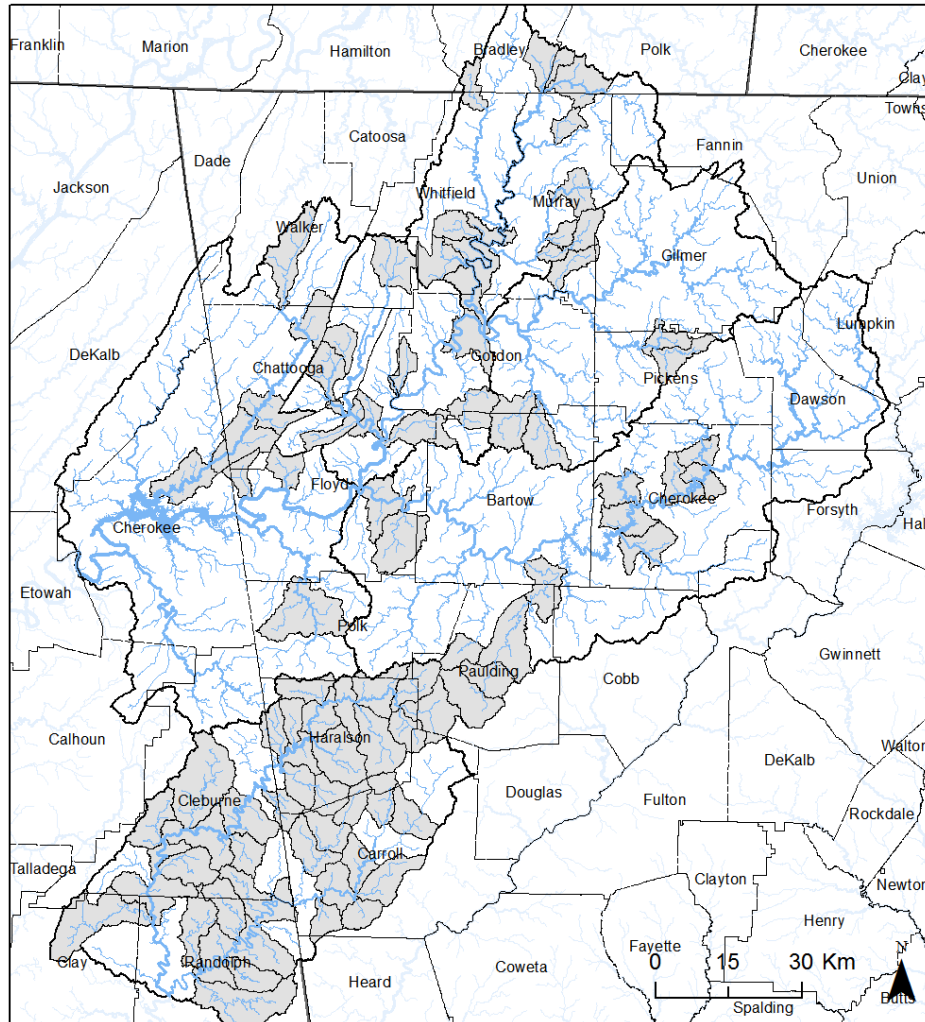 Franklin
Marion
Hamilton
Bradley
Polk
Cherokee
Clay
Towns
Catoosa
Fannin
Dade
Union
Jackson
Whitfield
Murray
Walker
Gilmer
Lumpkin
DeKalb
Gordon
Chattooga
Pickens
Dawson
Floyd
Bartow
Cherokee
Forsyth
Hal
Cherokee
Etowah
Polk
Gwinnett
Paulding
Cobb
Calhoun
Haralson
Walton
DeKalb
Douglas
Fulton
Cleburne
Rockdale
Carroll
Talladega
Clayton
Newton
Henry
Fayette
Clay
Randolph
0 15 30 Km
Heard
Coweta
N
Butts
Spalding